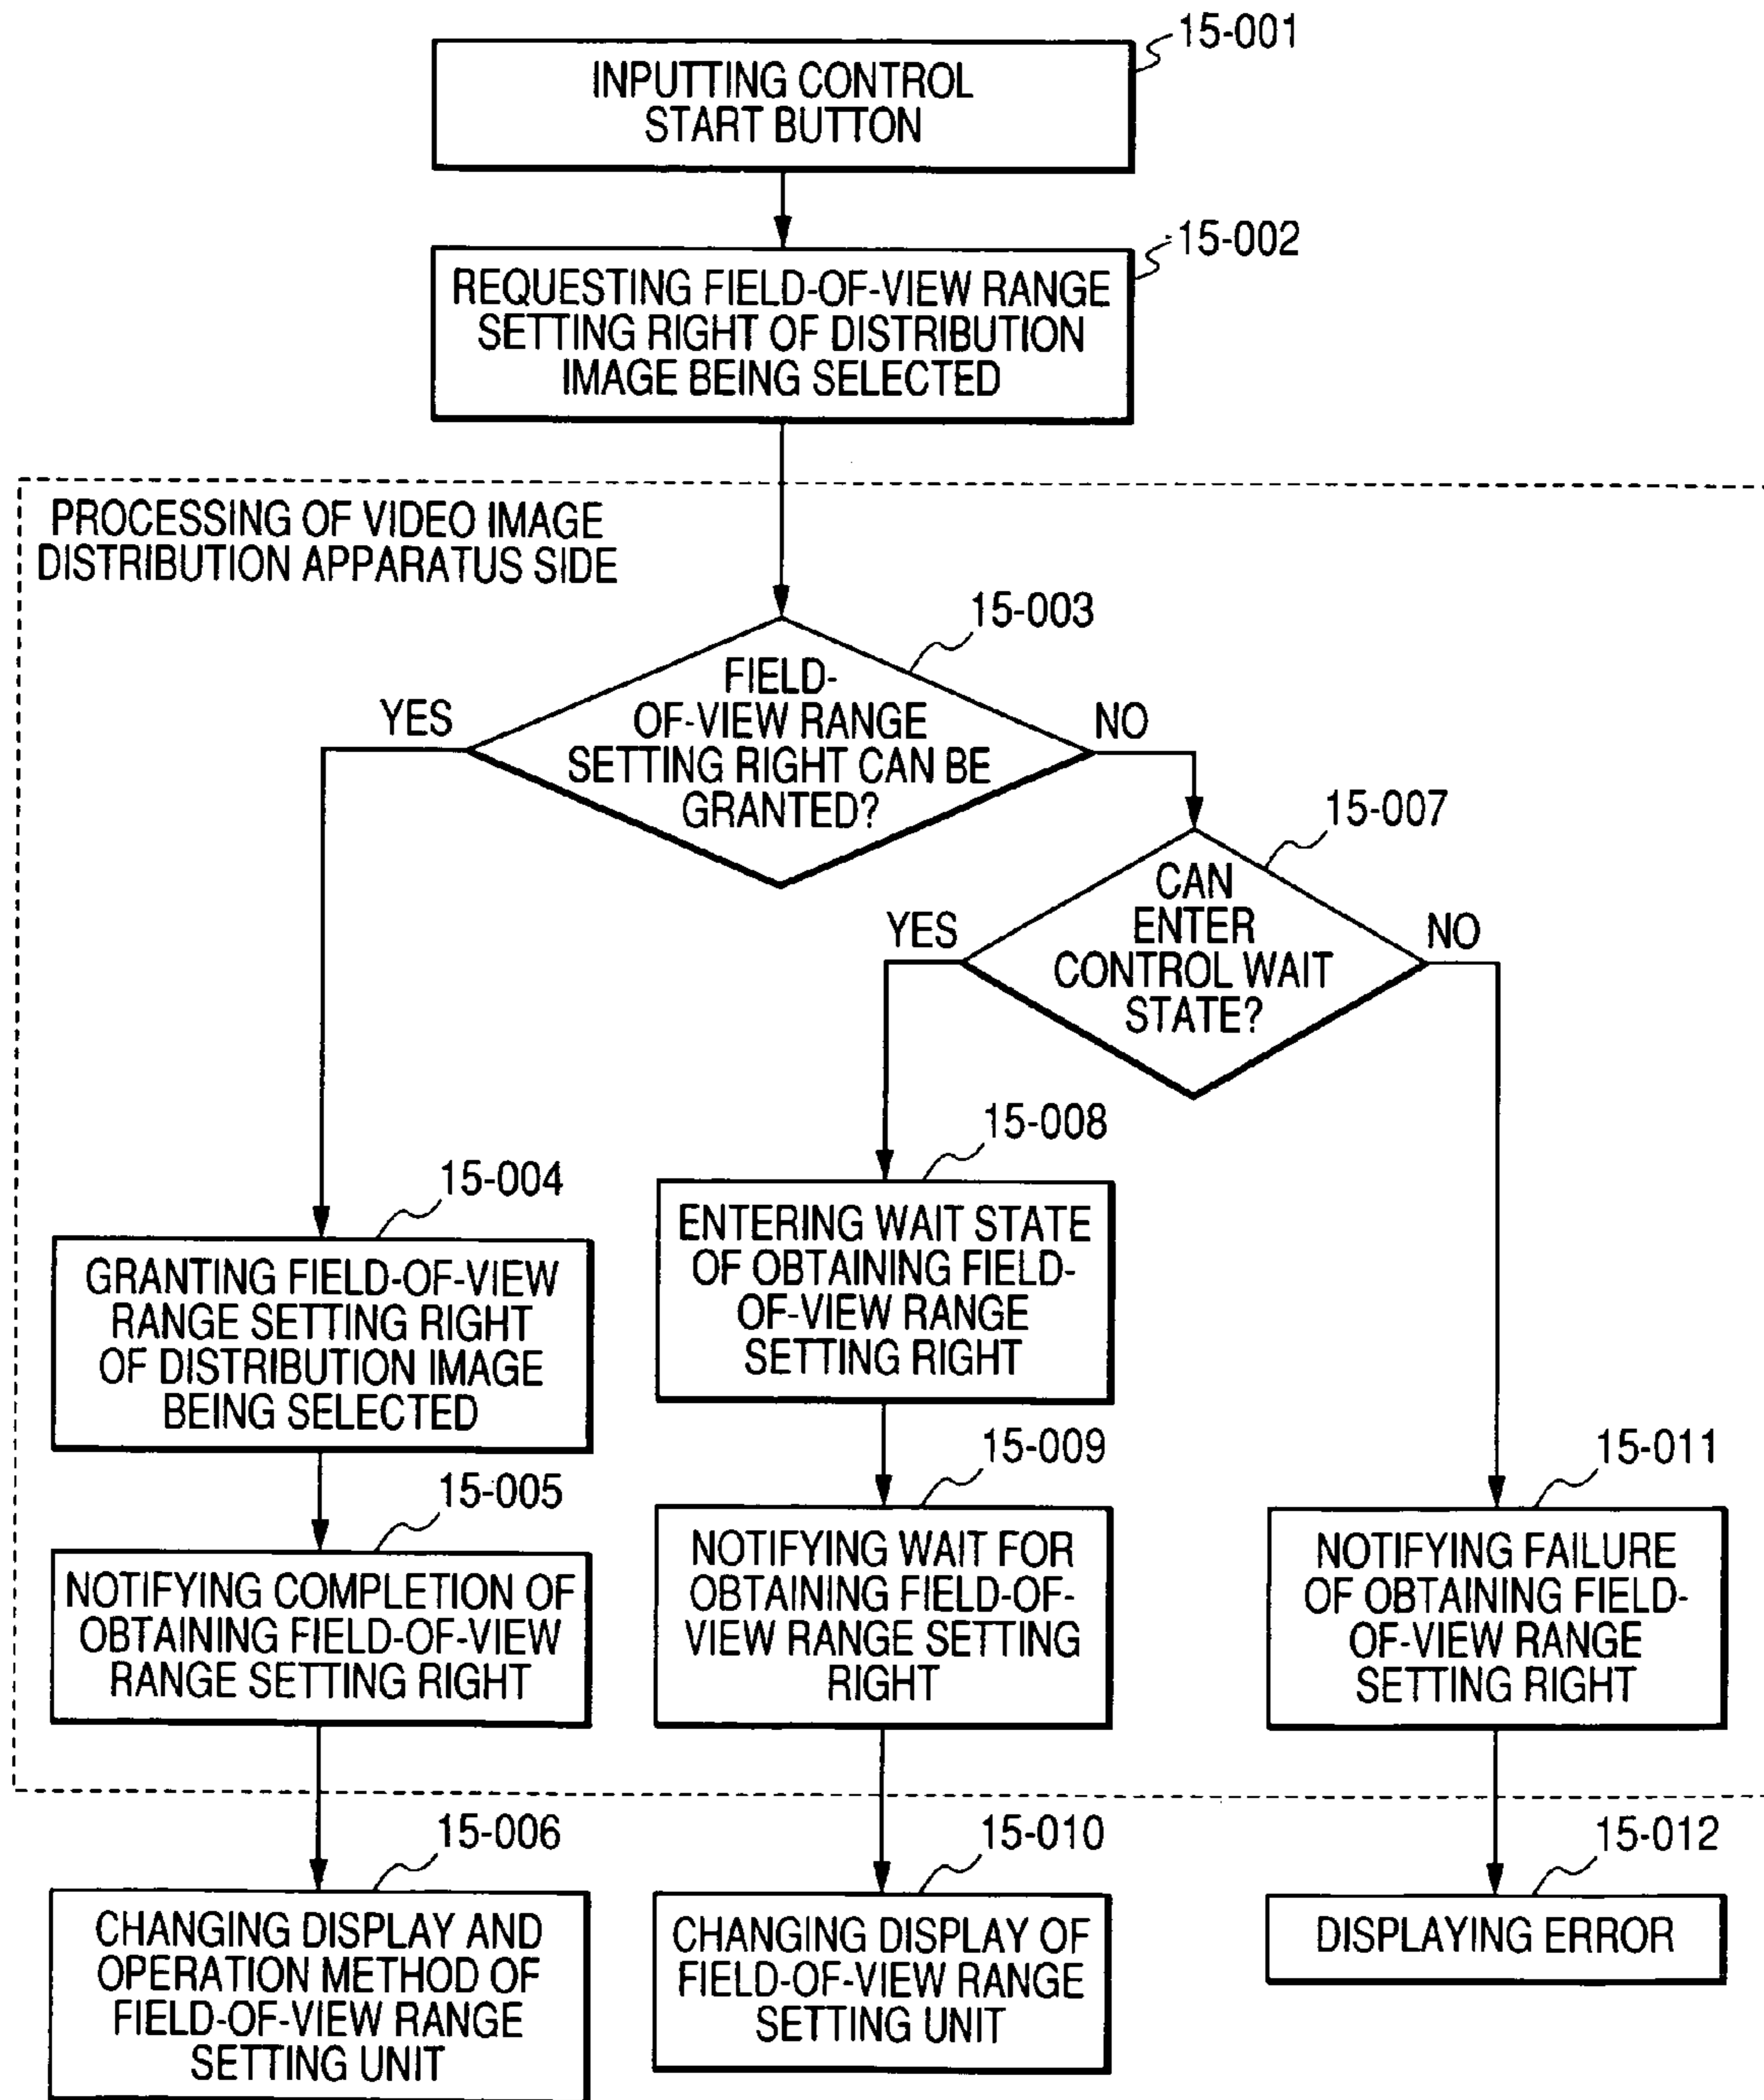 15-001
INPUTTING CONTROL
START BUTTON
15-002
REQUESTING FIELD-OF-VIEW RANGE
SETTING RIGHT OF DISTRIBUTION
IMAGE BEING SELECTED
PROCESSING OF VIDEO IMAGE
DISTRIBUTION APPARATUS SIDE
15-003
FIELD-
OF-VIEW RANGE
SETTING RIGHT CAN BE
GRANTED?
YES
NO
15-007
CAN
ENTER
CONTROL WAIT
STATE?
YES
NO
15-004
GRANTING FIELD-OF-VIEW
RANGE SETTING RIGHT
OF DISTRIBUTION IMAGE
BEING SELECTED
15-005
NOTIFYING COMPLETION OF
OBTAINING FIELD-OF-VIEW
RANGE SETTING RIGHT
15-006
CHANGING DISPLAY AND
OPERATION METHOD OF
FIELD-OF-VIEW RANGE
SETTING UNIT
15-008
ENTERING WAIT STATE
OF OBTAINING FIELD-
OF-VIEW RANGE
SETTING RIGHT
15-009
NOTIFYING WAIT FOR
OBTAINING FIELD-OF-
VIEW RANGE SETTING
RIGHT
15-010
CHANGING DISPLAY OF
FIELD-OF-VIEW RANGE
SETTING UNIT
15-011
NOTIFYING FAILURE
OF OBTAINING FIELD-
OF-VIEW RANGE
SETTING RIGHT
15-012
DISPLAYING ERROR